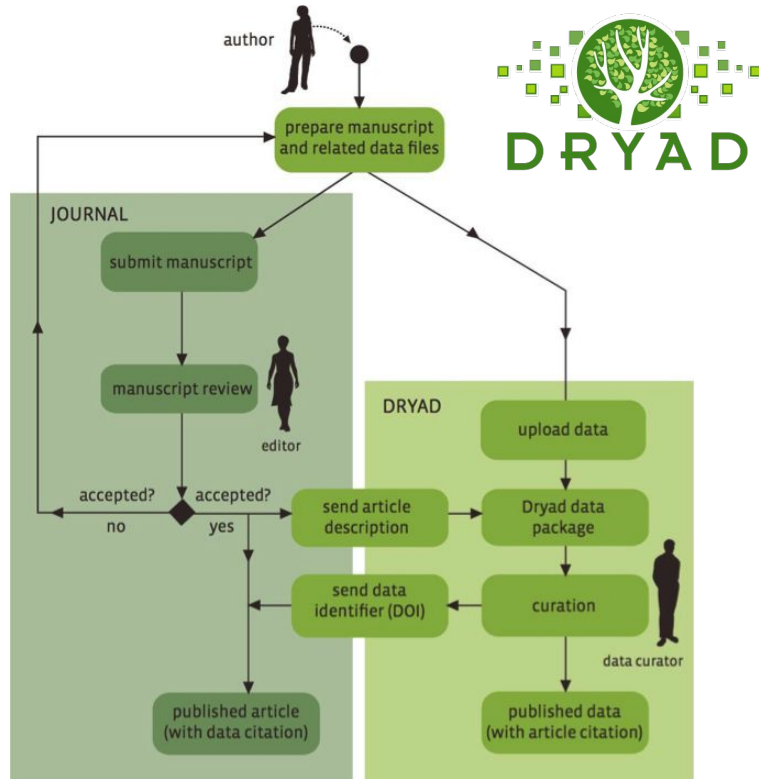 author
DRYAD
prepare manuscript
and related data files
JOURNAL
submit manuscript
manuscript review
editor
DRYAD
upload data
accepted?
no
accepted?
yes
send article
description
Dryad data
package
send data
identifier (DOI)
curation
data curator
published article
(with data citation)
published data
(with article citation)